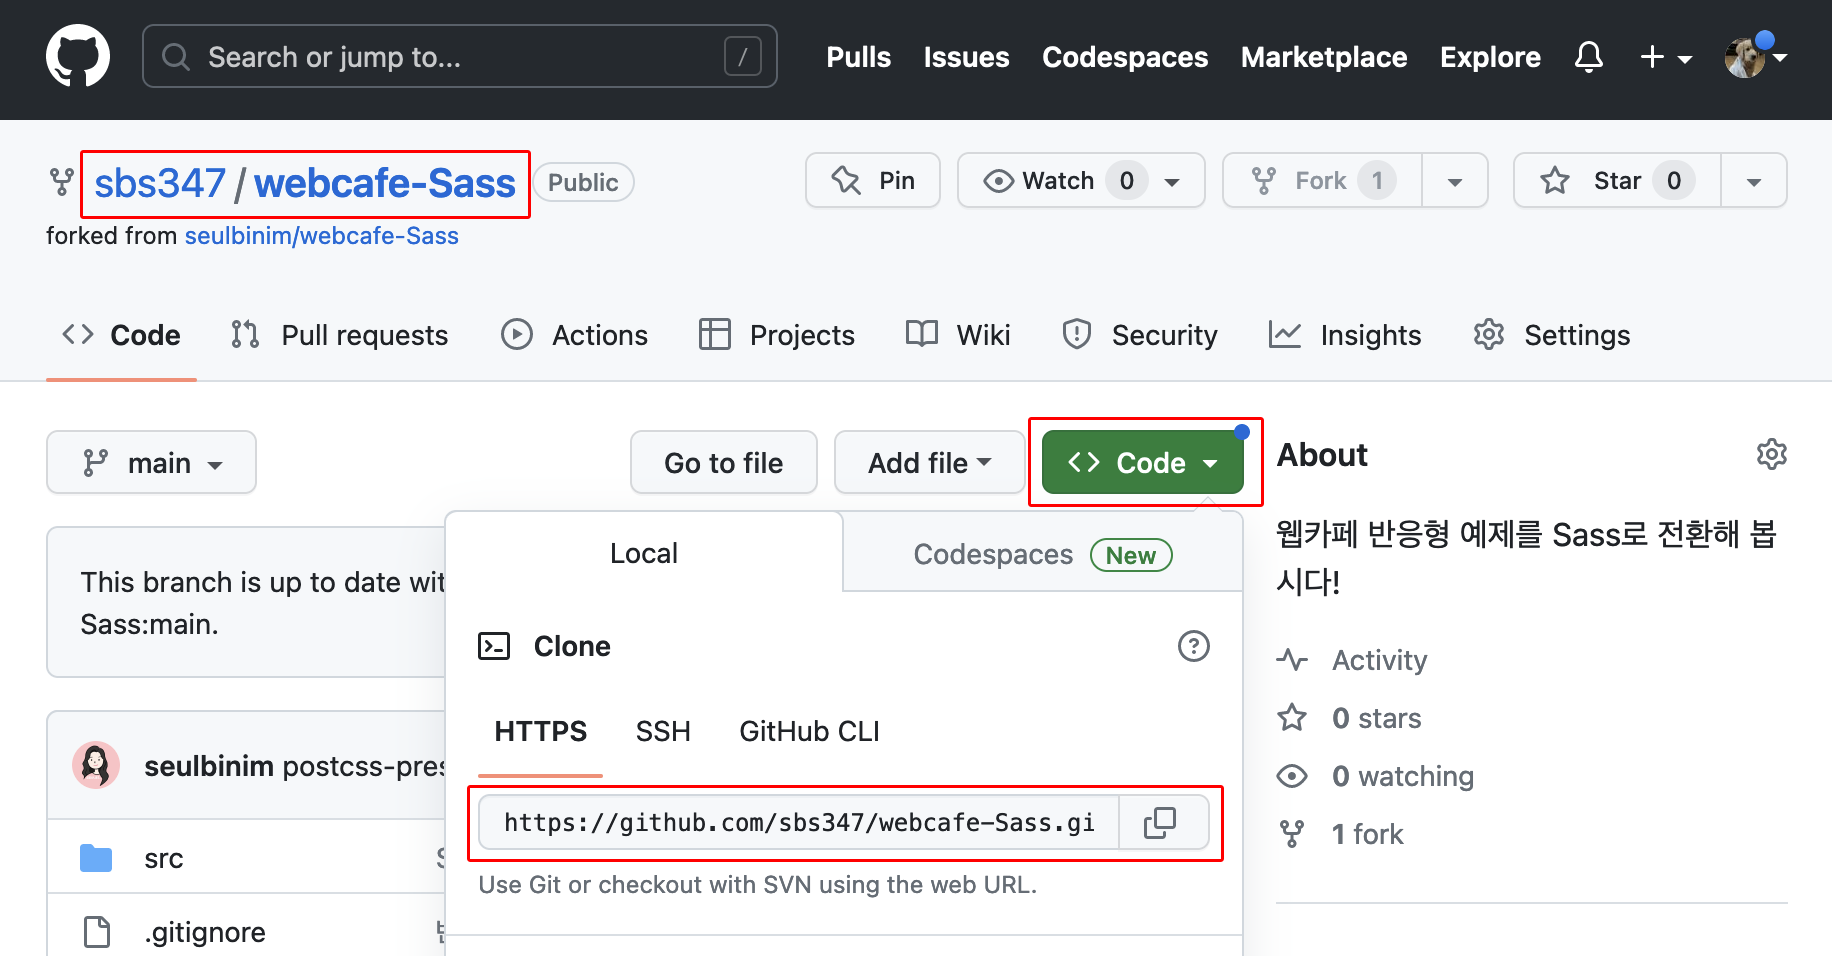 Search or jump to... / Pulls Issues Codespaces Marketplace Explore
sbs347 / webcafe-Sass Public Pin Watch 0 Fork 1 Star 0
forked from seulbinim/webcafe-Sass
Code Pull requests Actions Projects Wiki Security Insights Settings
main Go to file Add file Code About
웹카페 반응형 예제를 Sass로 전환해 봅
시다!
Local Codespaces New
This branch is up to date wit
Sass:main.
Clone
Activity
HTTPS SSH GitHub CLI
0 stars
seulbinim postcss-pres
0 watching
https://github.com/sbs347/webcafe-Sass.gi
1 fork
src
Use Git or checkout with SVN using the web URL.
.gitignore